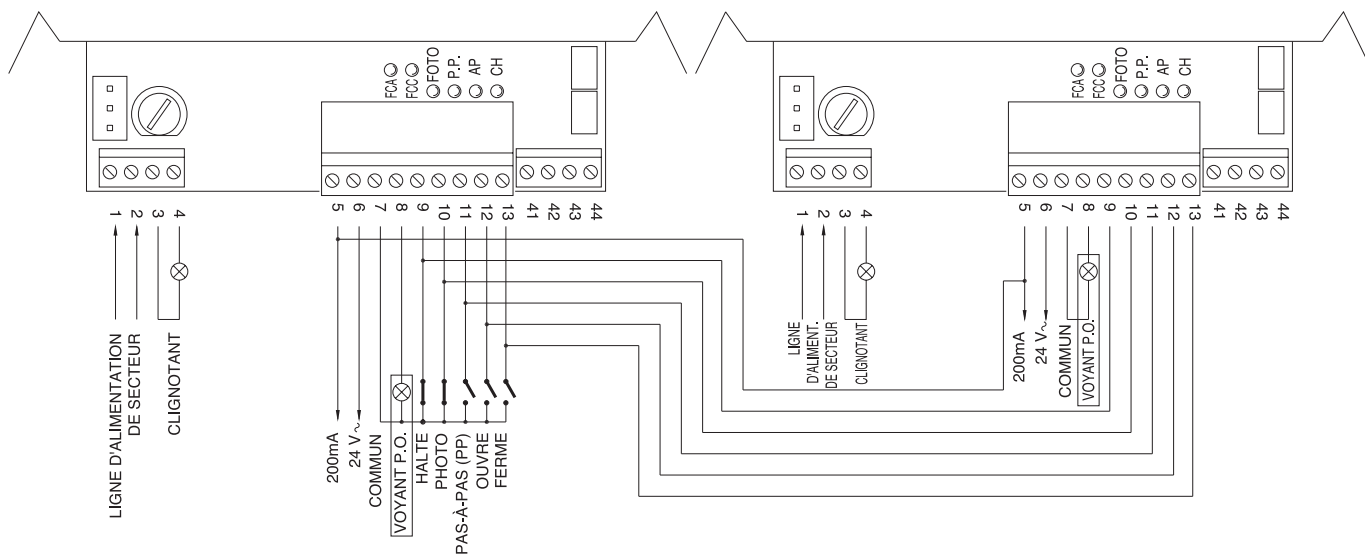 FCA
FCC
FOTO
P.P.
AP
CH
1
2
3
4
5
6
7
8
9
10
11
12
13
41
42
43
44
LIGNE D'ALIMENTATION
DE SECTEUR
CLIGNOTANT
200mA
24 V~
COMMUN
VOYANT P.O.
HALTE
PHOTO
PAS-À-PAS (PP)
OUVRE
FERME
FCA
FCC
FOTO
P.P.
AP
CH
1
2
3
4
5
6
7
8
9
10
11
12
13
41
42
43
44
LIGNE
D'ALIMENT.
DE SECTEUR
CLIGNOTANT
200mA
24 V~
COMMUN
VOYANT P.O.